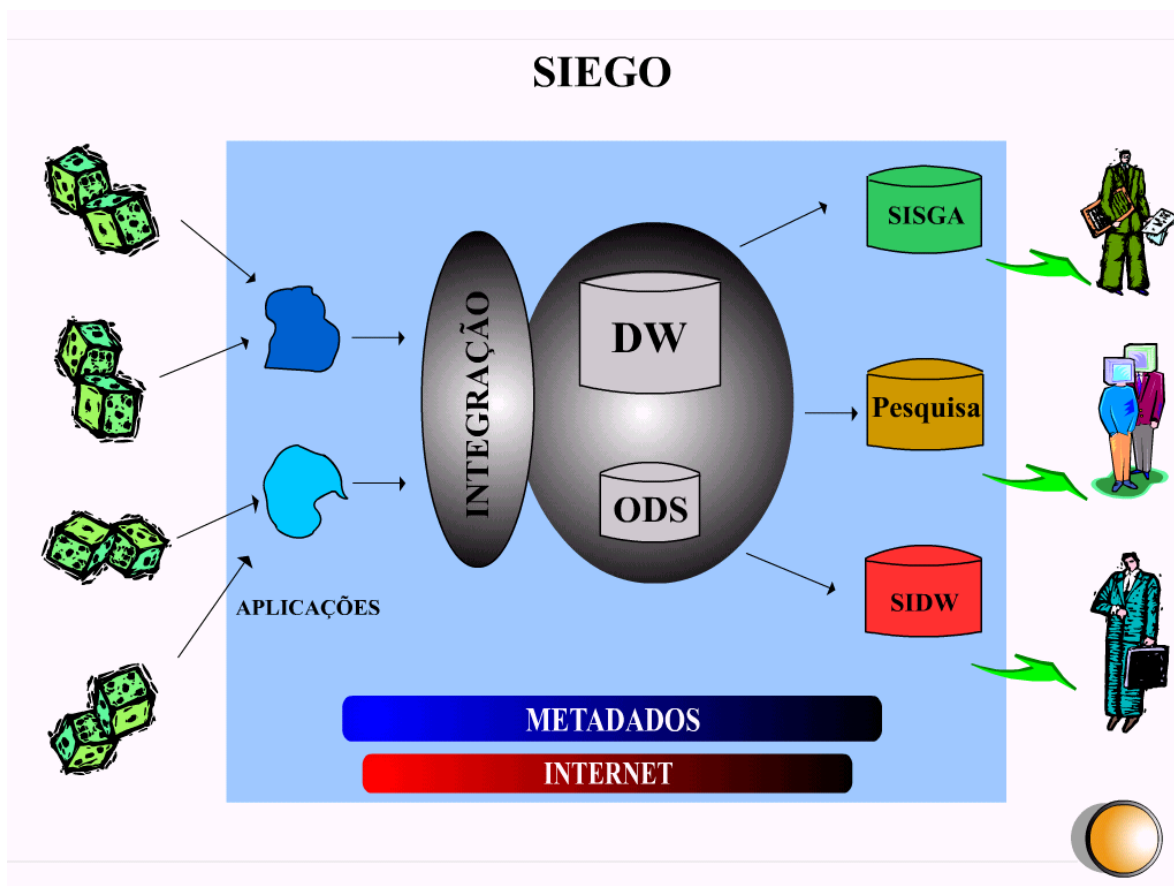 SIEGO
SISGA
INTEGRAÇÃO
DW
Pesquisa
ODS
SIDW
APLICAÇÕES
METADADOS
INTERNET